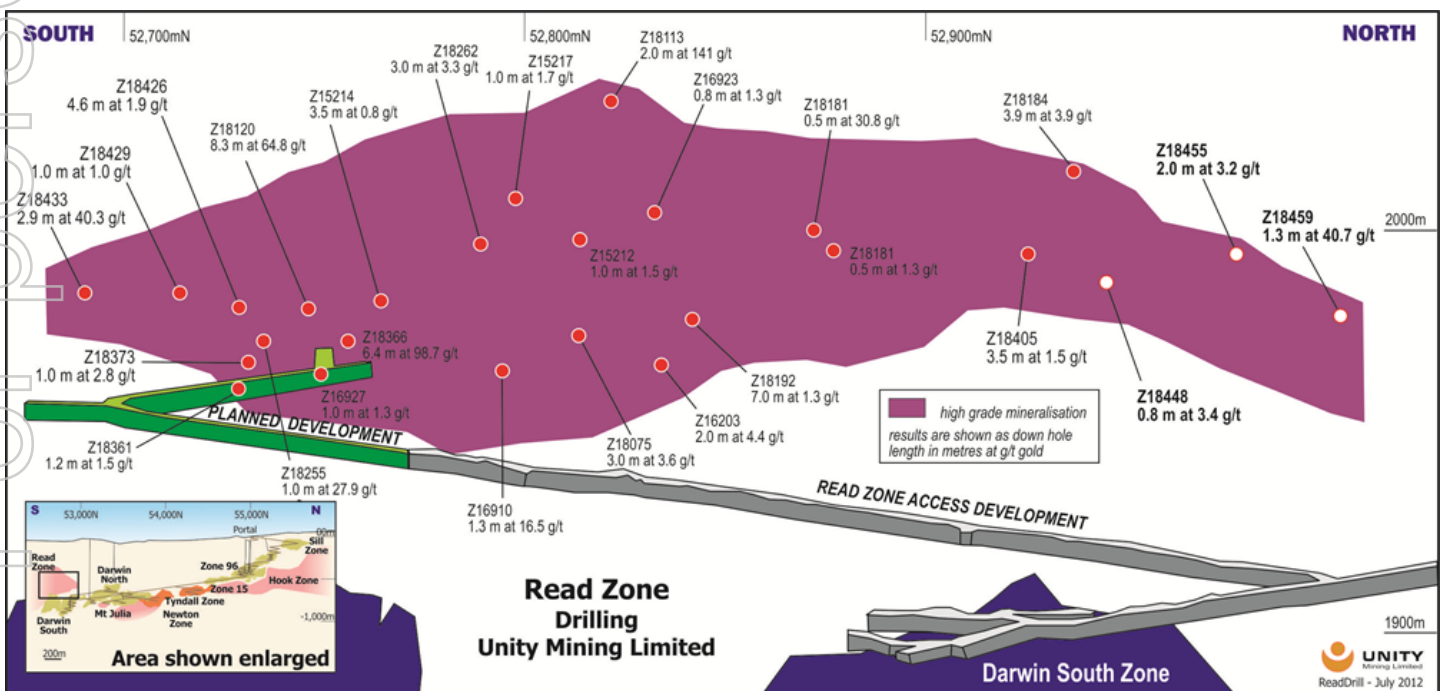 SOUTH
52,700mN
52,800mN
52,900mN
NORTH
Z18113
2.0 m at 141 g/t
Z18262
3.0 m at 3.3 g/t
Z15217
1.0 m at 1.7 g/t
Z16923
0.8 m at 1.3 g/t
Z18426
4.6 m at 1.9 g/t
Z15214
3.5 m at 0.8 g/t
Z18181
0.5 m at 30.8 g/t
Z18184
3.9 m at 3.9 g/t
Z18120
8.3 m at 64.8 g/t
Z18429
1.0 m at 1.0 g/t
Z18455
2.0 m at 3.2 g/t
Z18433
2.9 m at 40.3 g/t
Z18459
1.3 m at 40.7 g/t
2000m
Z15212
1.0 m at 1.5 g/t
Z18181
0.5 m at 1.3 g/t
Z18366
6.4 m at 98.7 g/t
Z18405
3.5 m at 1.5 g/t
Z18373
1.0 m at 2.8 g/t
Z18192
7.0 m at 1.3 g/t
Z18448
0.8 m at 3.4 g/t
Z16927
1.0 m at 1.3 g/t
PLANNED DEVELOPMENT
high grade mineralisation
results are shown as down hole
length in metres at g/t gold
Z16203
2.0 m at 4.4 g/t
Z18361
1.2 m at 1.5 g/t
Z18075
3.0 m at 3.6 g/t
Z18255
1.0 m at 27.9 g/t
READ ZONE ACCESS DEVELOPMENT
Z16910
1.3 m at 16.5 g/t
S
53,000N
54,000N
55,000N
N
Portal
Sill
Zone
Read
Zone
Darwin
North
Zone 96
Hook Zone
Zone 15
Tyndall Zone
Mt Julia
Newton
Zone
-1,000m
Darwin
South
200m
Area shown enlarged
Read Zone
Drilling
Unity Mining Limited
1900m
Darwin South Zone
UNITY
Mining Limited
ReadDrill - July 2012